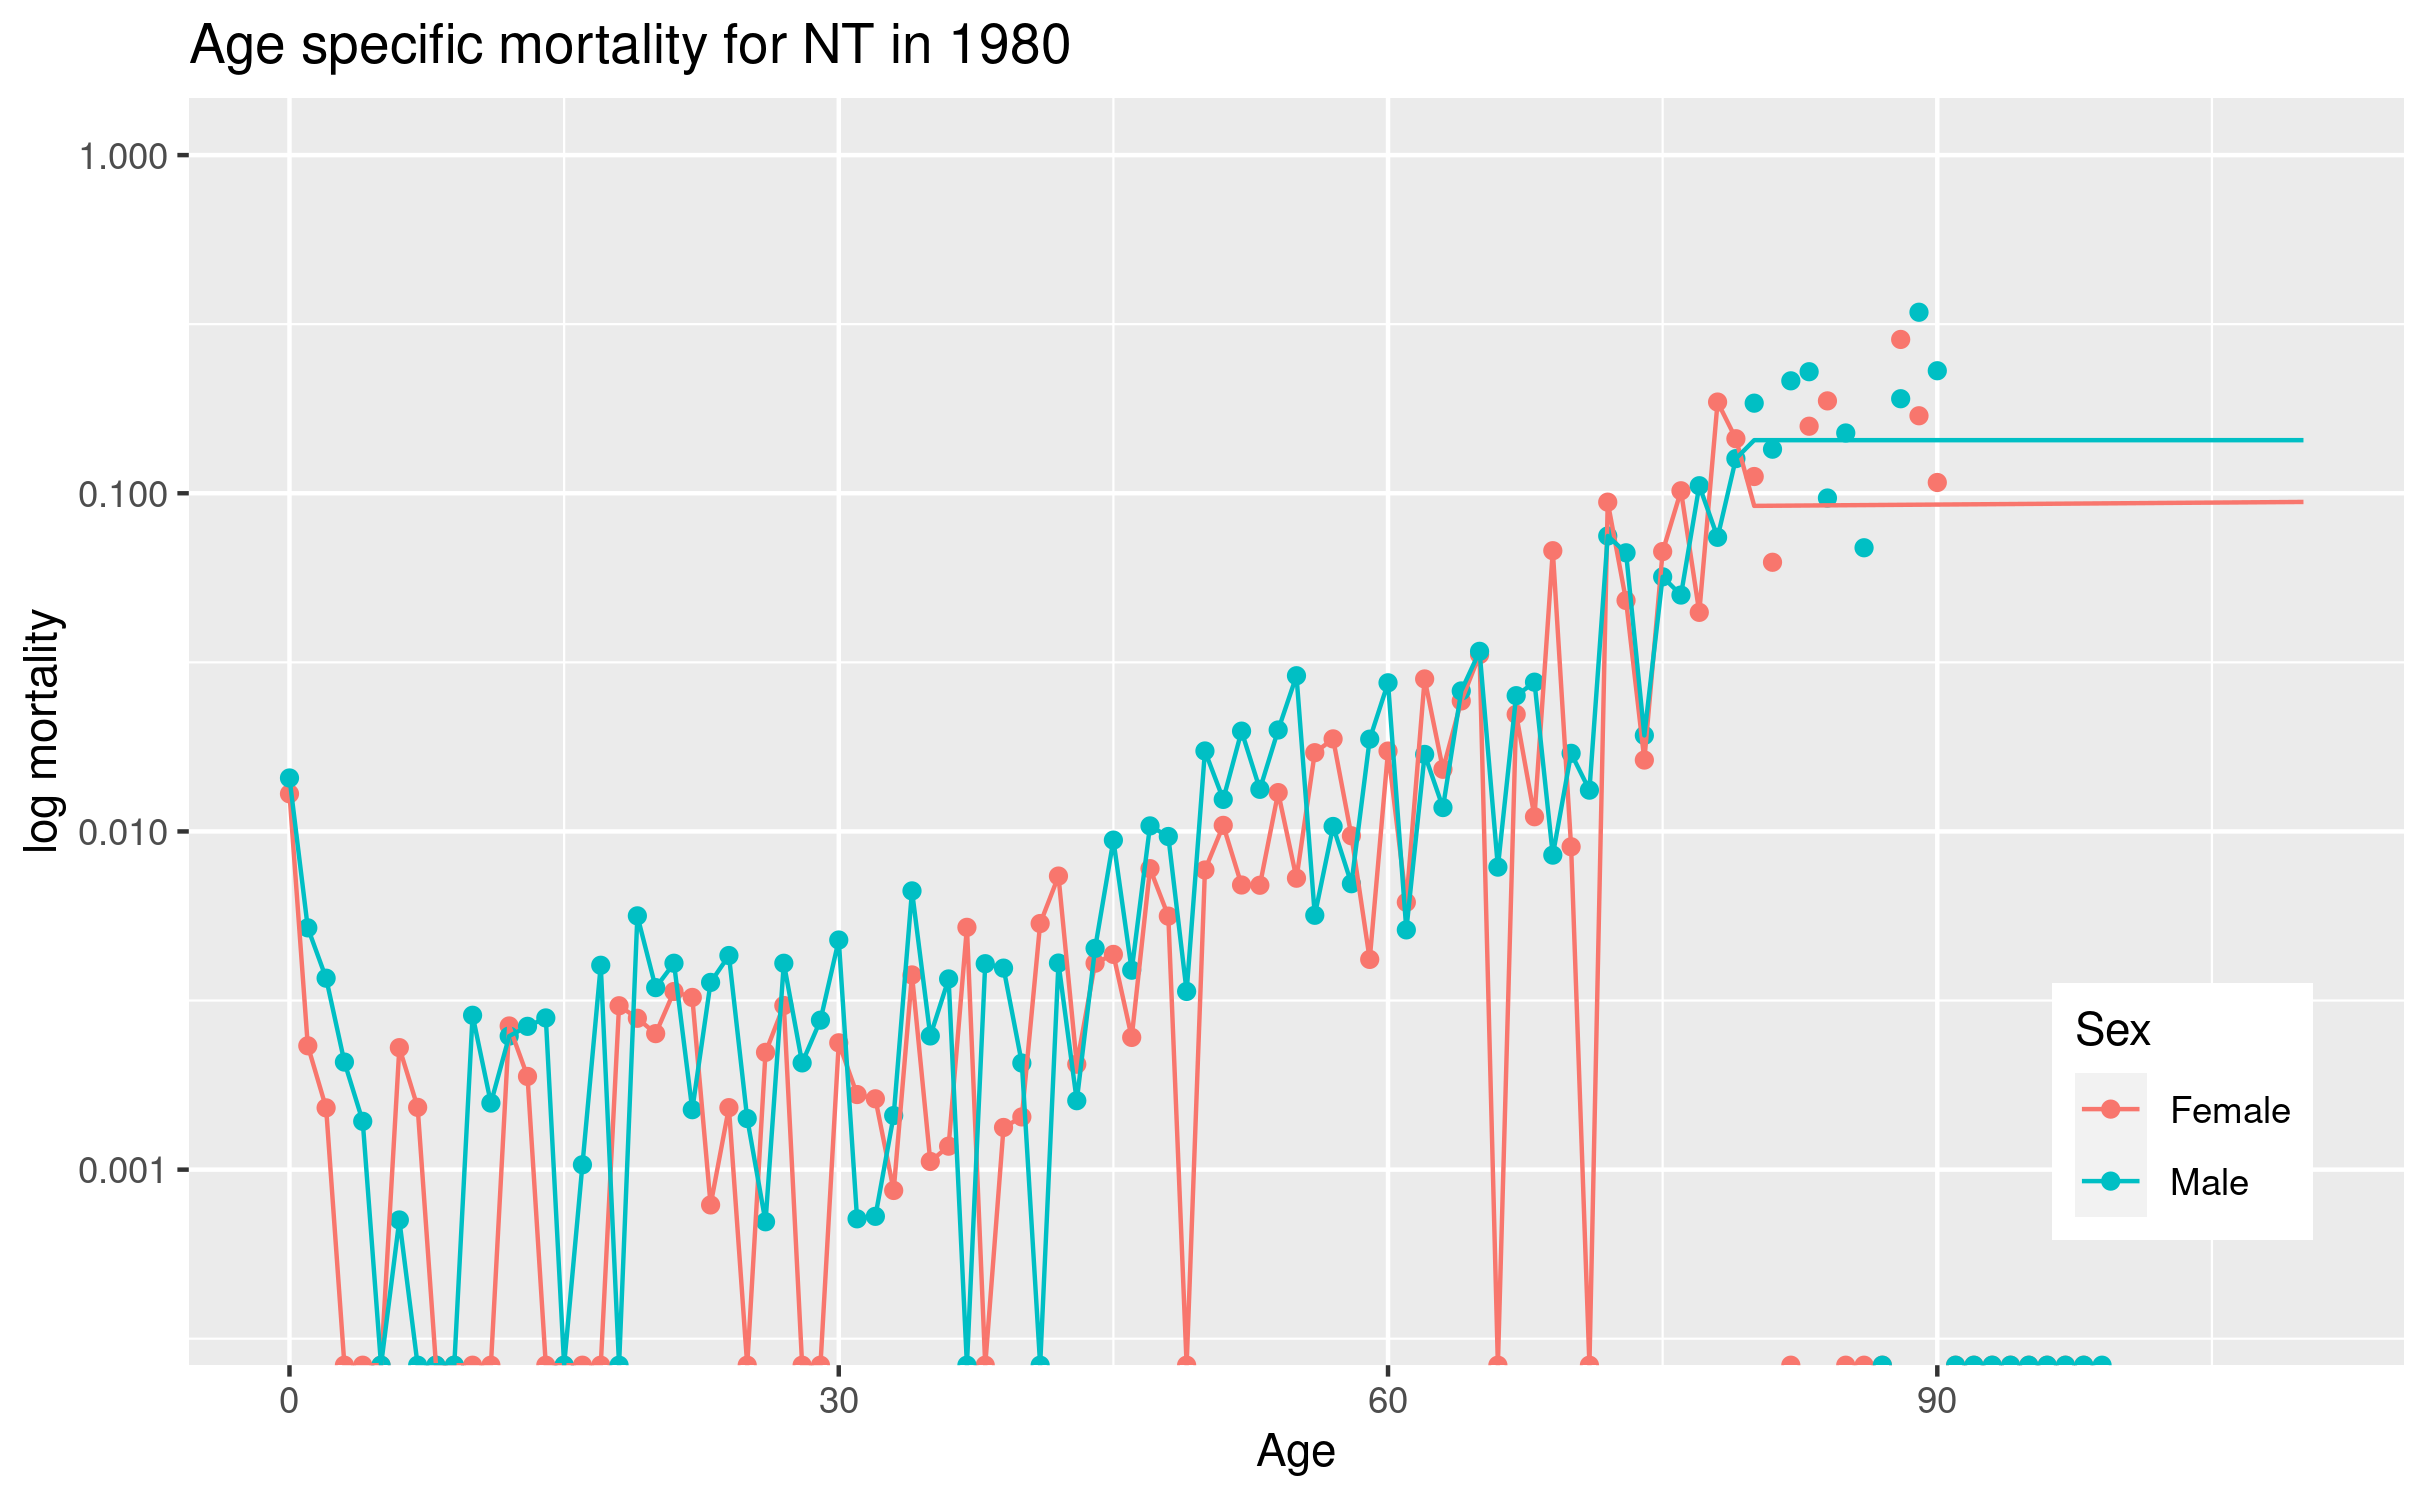 Age specific mortality for NT in 1980
log mortality
1.000
0.100
0.010
0.001
0
30
60
90
Age
Sex
Female
Male